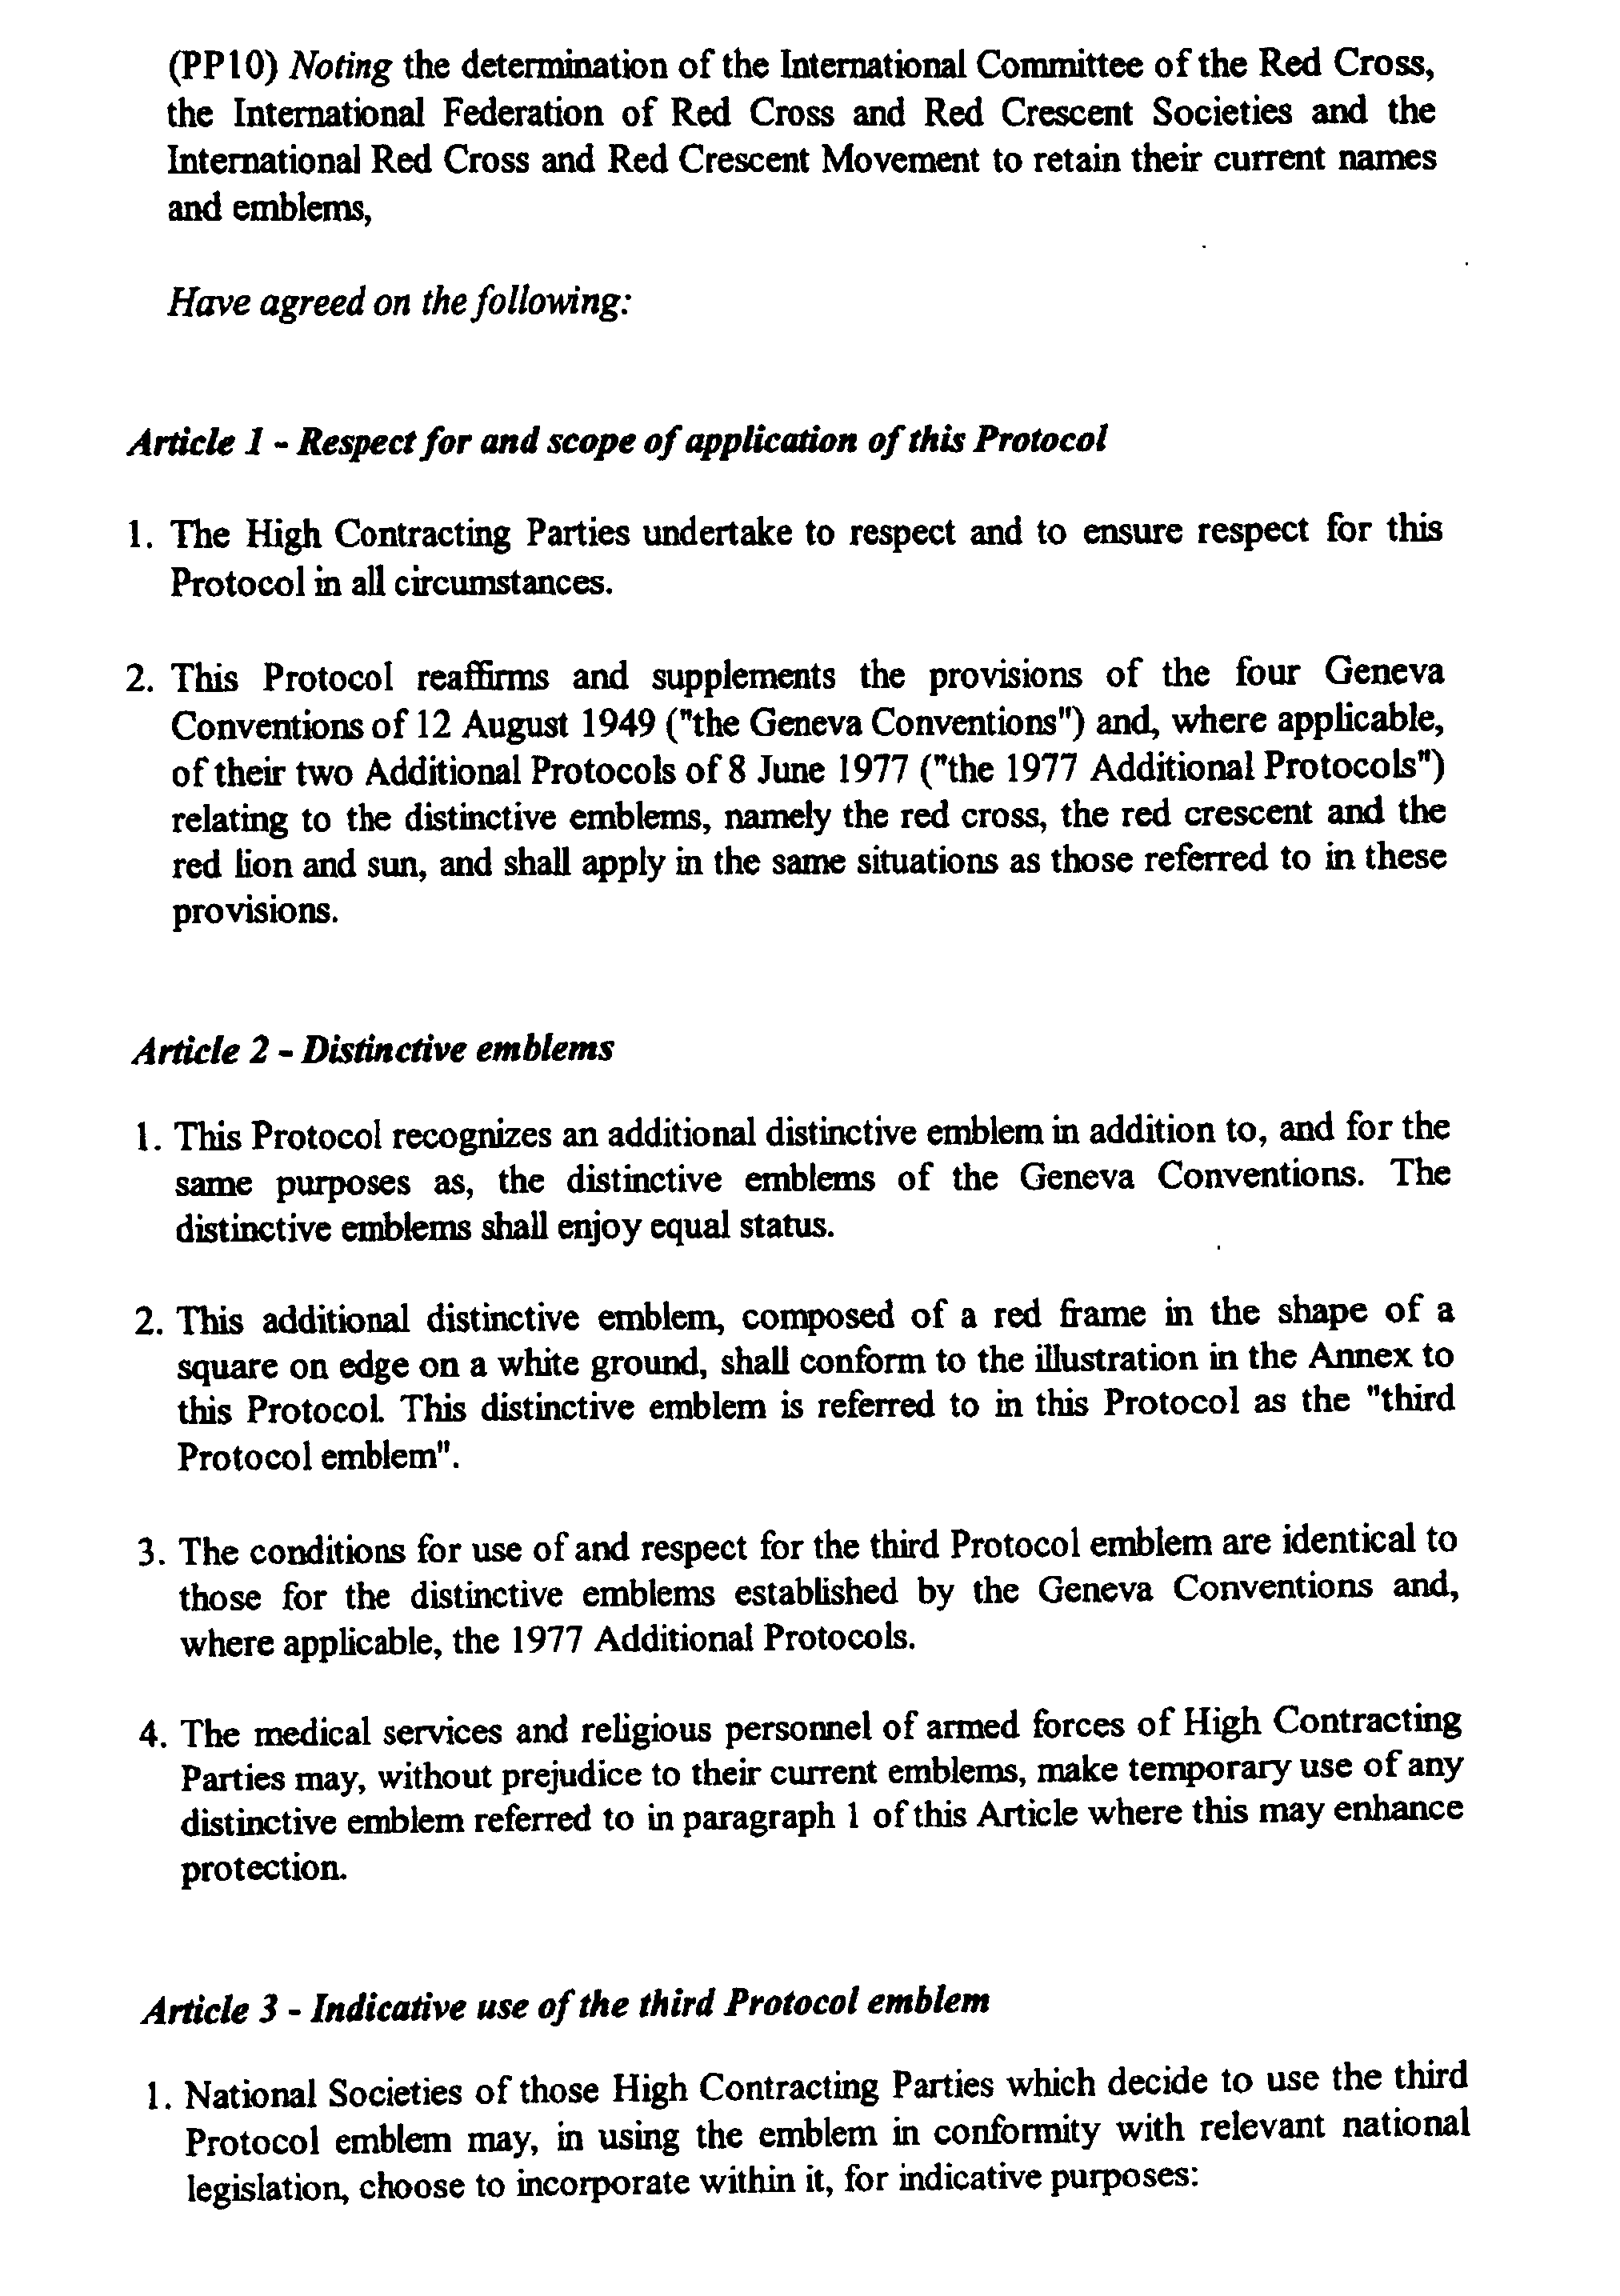 (PP10) Noting the determination of the International Committee of the Red Cross,
the International Federation of Red Cross and Red Crescent Societies and the
International Red Cross and Red Crescent Movement to retain their current names
and emblems,
Have agreed on the following:
Article 1 - Respect for and scope of application of this Protocol
1. The High Contracting Parties undertake to respect and to ensure respect for this
Protocol in all circumstances.
2. This Protocol reaffirms and supplements the provisions of the four Geneva
Conventions of 12 August 1949 ("the Geneva Conventions") and, where applicable,
of their two Additional Protocols of 8 June 1977 ("the 1977 Additional Protocols")
relating to the distinctive emblems, namely the red cross, the red crescent and the
red lion and sun, and shall apply in the same situations as those referred to in these
provisions.
Article 2 - Distinctive emblems
1. This Protocol recognizes an additional distinctive emblem in addition to, and for the
same purposes as, the distinctive emblems of the Geneva Conventions. The
distinctive emblems shall enjoy equal status.
2. This additional distinctive emblem, composed of a red frame in the shape of a
square on edge on a white ground, shall conform to the illustration in the Annex to
this Protocol. This distinctive emblem is referred to in this Protocol as the "third
Protocol emblem".
3. The conditions for use of and respect for the third Protocol emblem are identical to
those for the distinctive emblems established by the Geneva Conventions and,
where applicable, the 1977 Additional Protocols.
4. The medical services and religious personnel of armed forces of High Contracting
Parties may, without prejudice to their current emblems, make temporary use of any
distinctive emblem referred to in paragraph 1 of this Article where this may enhance
protection.
Article 3 - Indicative use of the third Protocol emblem
1. National Societies of those High Contracting Parties which decide to use the third
Protocol emblem may, in using the emblem in conformity with relevant national
legislation, choose to incorporate within it, for indicative purposes: